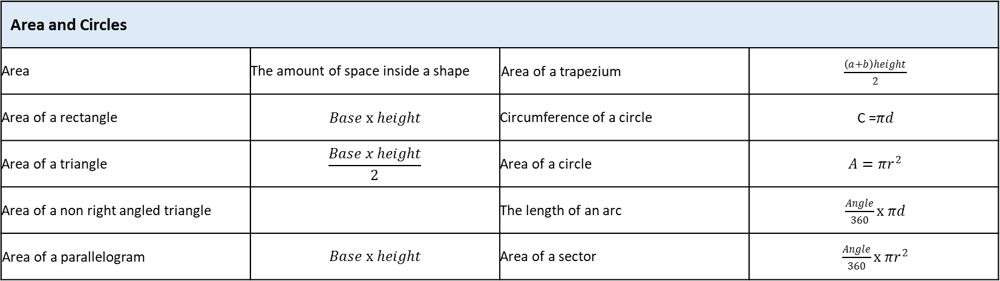 Area and Circles
Area
The amount of space inside a shape
Area of a trapezium
(a+b)height
2
Area of a rectangle
Base x height
Circumference of a circle
C =πd
Area of a triangle
Base x height
2
Area of a circle
A = πr²
Area of a non right angled triangle
The length of an arc
Angle
360
x πd
Area of a parallelogram
Base x height
Area of a sector
Angle
360
x πr²